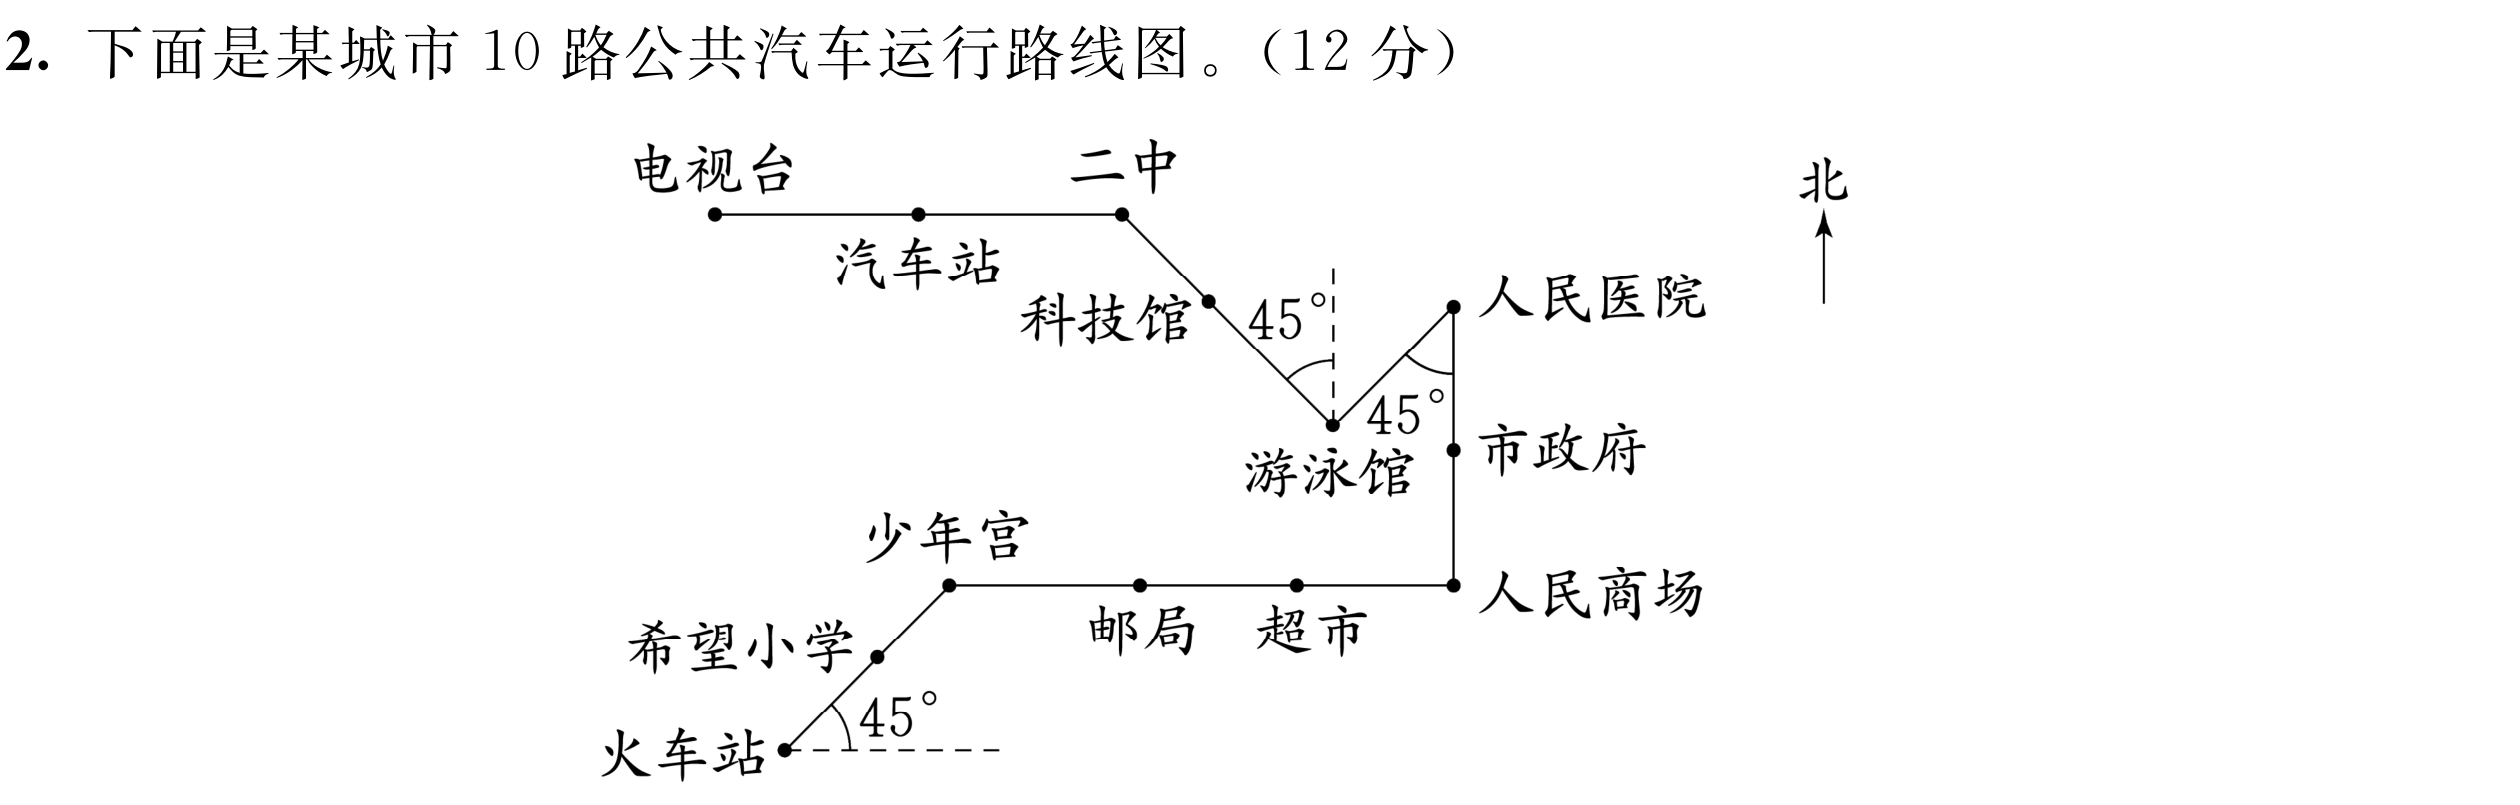 2. 下面是某城市 10 路公共汽车运行路线图。(12 分)
电视台
二中
北
汽车站
人民医院
科技馆
45°
45°
市政府
游泳馆
少年宫
人民商场
邮局
超市
希望小学
45°
火车站